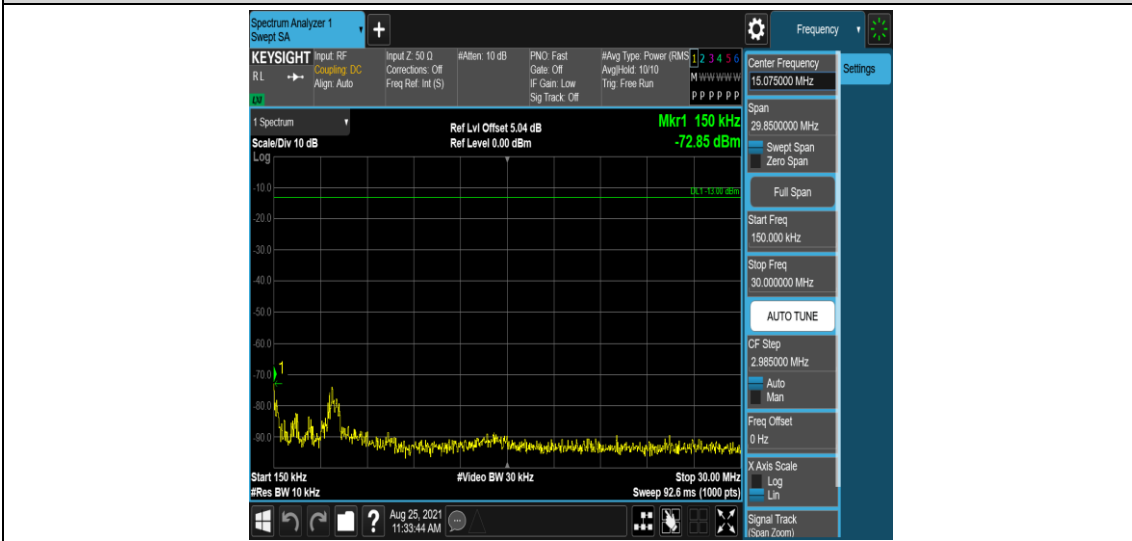 Spectrum Analyzer 1
Swept SA
+
Frequency
KEYSIGHT
RL
LXI
Input: RF
Coupling: DC
Align: Auto
Input Z: 50 Ω
Corrections: Off
Freq Ref: Int (S)
#Atten: 10 dB
PNO: Fast
Gate: Off
IF Gain: Low
Sig Track: Off
#Avg Type: Power (RMS
Avg|Hold: 10/10
Trig: Free Run
1 2 3 4 5 6
M W W W W W
P P P P P P
Center Frequency
15.075000 MHz
Settings
Span
29.8500000 MHz
Swept Span
Zero Span
Full Span
Start Freq
150.000 kHz
Stop Freq
30.000000 MHz
AUTO TUNE
CF Step
2.985000 MHz
Auto
Man
Freq Offset
0 Hz
X Axis Scale
Log
Lin
Signal Track
(Span Zoom)
1 Spectrum
Scale/Div 10 dB
Log
Ref Lvl Offset 5.04 dB
Ref Level 0.00 dBm
Mkr1 150 kHz
-72.85 dBm
DL1 -13.00 dBm
-10.0
-20.0
-30.0
-40.0
-50.0
-60.0
-70.0
-80.0
-90.0
1
Start 150 kHz
#Res BW 10 kHz
#Video BW 30 kHz
Stop 30.00 MHz
Sweep 92.6 ms (1000 pts)
?
Aug 25, 2021
11:33:44 AM